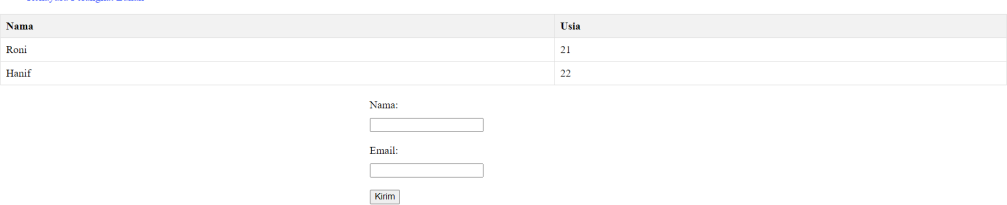 Nama Usia
Roni 21
Hanif 22
Nama:
Email:
Kirim